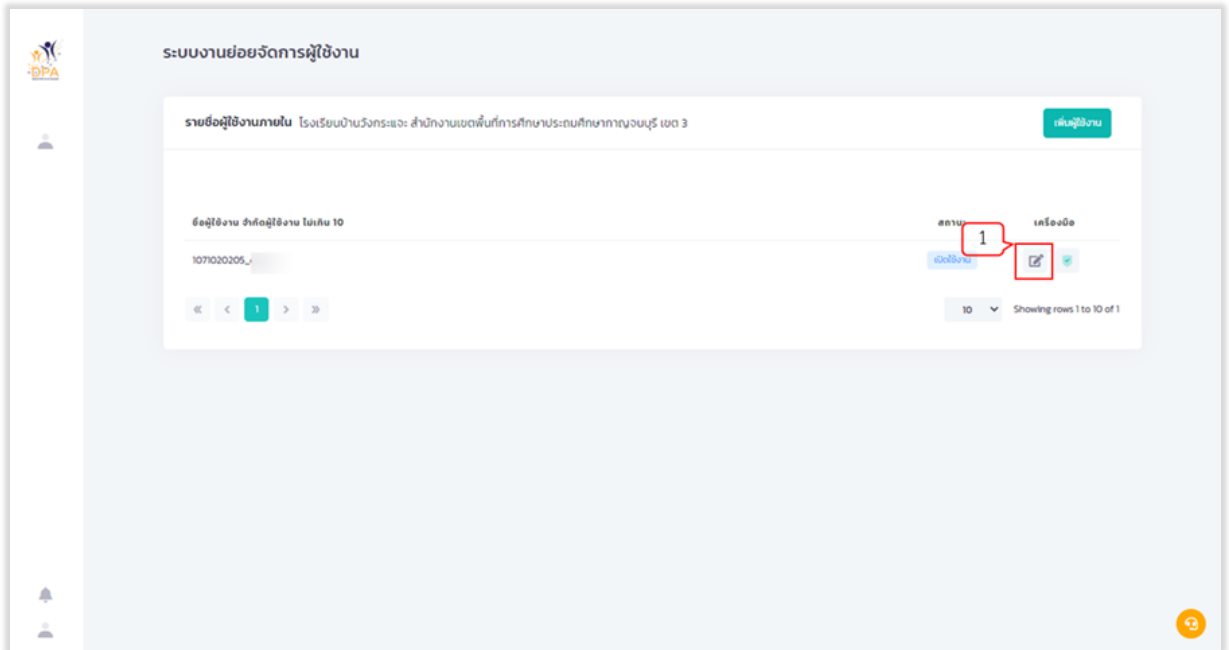 DPA
ระบบงานย่อยจัดการผู้ใช้งาน
รายชื่อผู้ใช้งานภายใน โรงเรียนบ้านวังกระแจะ สำนักงานเขตพื้นที่การศึกษาประถมศึกษากาญจนบุรี เขต 3
เพิ่มผู้ใช้งาน
ชื่อผู้ใช้งาน จำกัดผู้ใช้งาน ไม่เกิน 10 สถานะ เครื่องมือ
1
1071020205_ เปิดใช้งาน
« < 1 > » 10 Showing rows 1 to 10 of 1